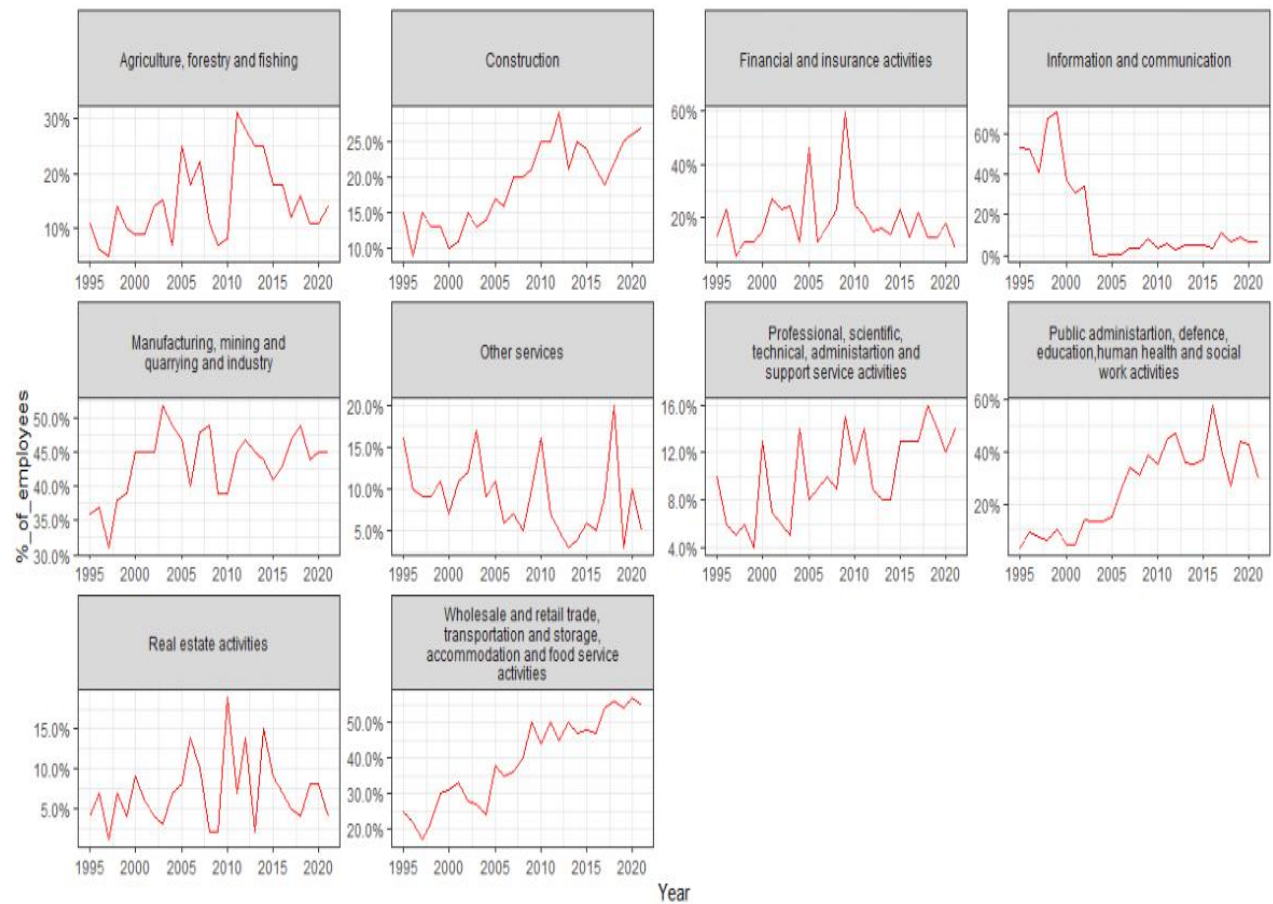 Agriculture, forestry and fishing
Construction
Financial and insurance activities
Information and communication
30%
20%
10%
1995 2000 2005 2010 2015 2020
25.0%
20.0%
15.0%
10.0%
1995 2000 2005 2010 2015 2020
60%
40%
20%
1995 2000 2005 2010 2015 2020
60%
40%
20%
0%
1995 2000 2005 2010 2015 2020
Manufacturing, mining and
quarrying and industry
Other services
Professional, scientific,
technical, administartion and
support service activities
Public administartion, defence,
education,human health and social
work activities
%_of_employees
50.0%
45.0%
40.0%
35.0%
30.0%
1995 2000 2005 2010 2015 2020
20.0%
15.0%
10.0%
5.0%
1995 2000 2005 2010 2015 2020
16.0%
12.0%
8.0%
4.0%
1995 2000 2005 2010 2015 2020
60%
40%
20%
1995 2000 2005 2010 2015 2020
Real estate activities
Wholesale and retail trade,
transportation and storage,
accommodation and food service
activities
15.0%
10.0%
5.0%
1995 2000 2005 2010 2015 2020
50.0%
40.0%
30.0%
20.0%
1995 2000 2005 2010 2015 2020
Year